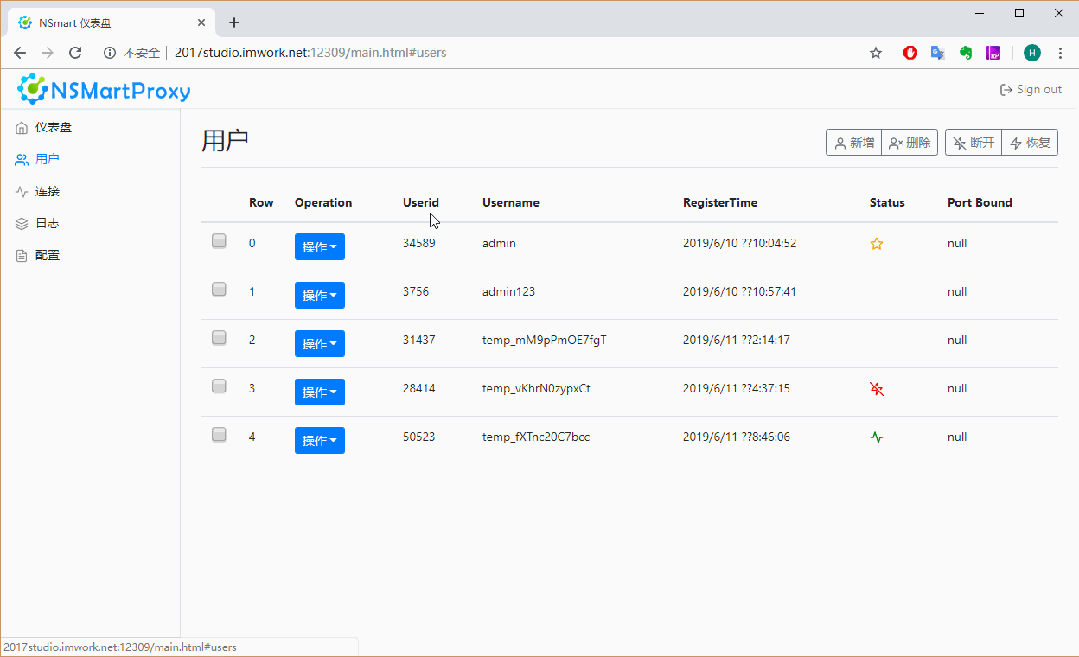 NSmart 仪表盘
不安全 | 2017studio.imwork.net:12309/main.html#users
ABP
H
NSMartProxy
Sign out
仪表盘
用户
连接
日志
配置
用户
新增 删除 断开 恢复
Row Operation Userid Username RegisterTime Status Port Bound
0 操作 34589 admin 2019/6/10 ??10:04:52 null
1 操作 3756 admin123 2019/6/10 ??10:57:41 null
2 操作 31437 temp_mM9pPmOE7fgT 2019/6/11 ??2:14:17 null
3 操作 28414 temp_vKhrN0zypxCt 2019/6/11 ??4:37:15 null
4 操作 50523 temp_fXTnc20C7bcc 2019/6/11 ??8:46:06 null
2017studio.imwork.net:12309/main.html#users